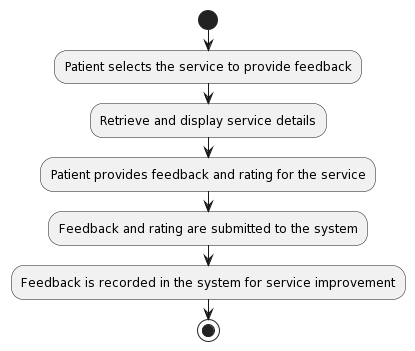 Patient selects the service to provide feedback
Retrieve and display service details
Patient provides feedback and rating for the service
Feedback and rating are submitted to the system
Feedback is recorded in the system for service improvement